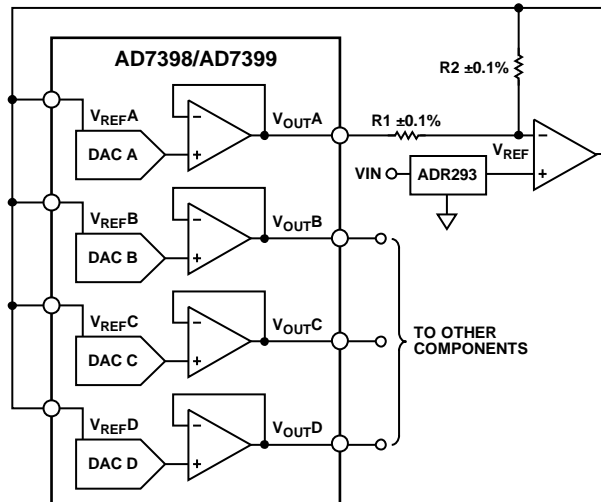 AD7398/AD7399
R2 ±0.1%
VREFA
VOUTA
R1 ±0.1%
−
+
DAC A
VREF
−
+
VIN
ADR293
VREFB
VOUTB
−
+
DAC B
VREFC
VOUTC
−
+
DAC C
TO OTHER
COMPONENTS
VREFD
VOUTD
−
+
DAC D